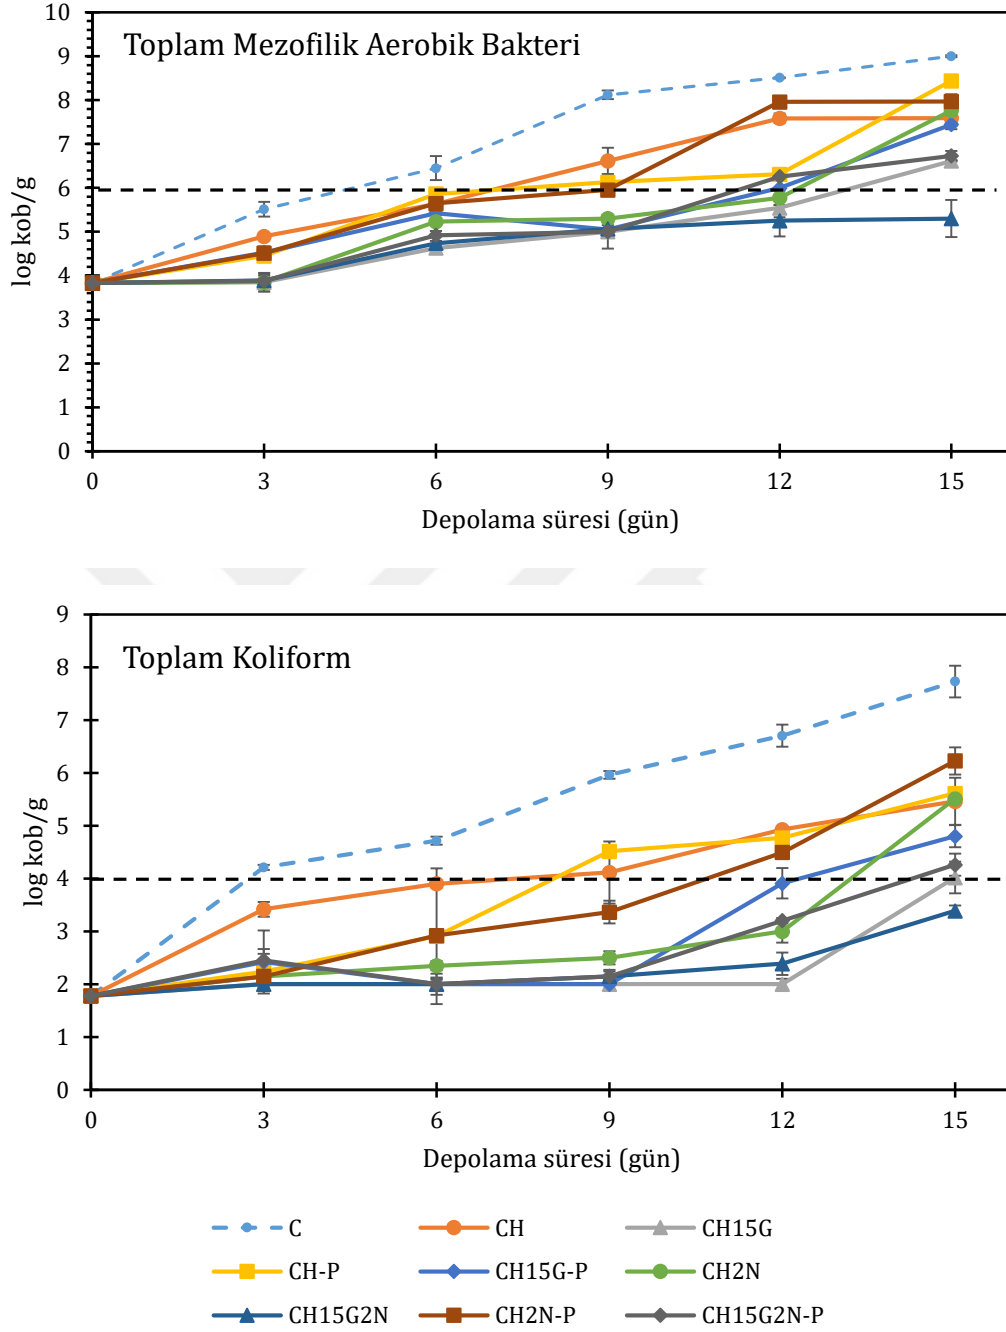 Toplam Mezofilik Aerobik Bakteri
log kob/g
10
9
8
7
6
5
4
3
2
1
0
0 3 6 9 12 15
Depolama süresi (gün)
Toplam Koliform
log kob/g
9
8
7
6
5
4
3
2
1
0
0 3 6 9 12 15
Depolama süresi (gün)
C CH CH15G
CH-P CH15G-P CH2N
CH15G2N CH2N-P CH15G2N-P